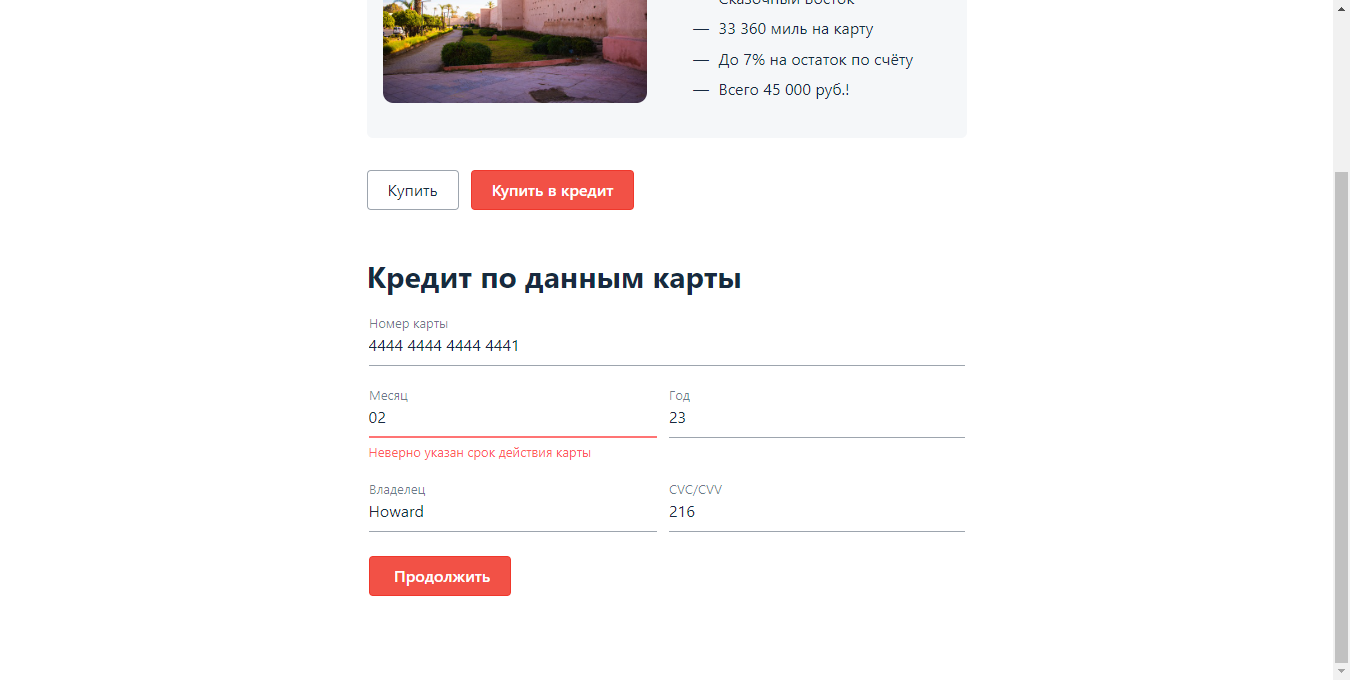 Сказочный Восток
— 33 360 миль на карту
— До 7% на остаток по счёту
— Всего 45 000 руб.!
Купить
Купить в кредит
Кредит по данным карты
Номер карты
4444 4444 4444 4441
Месяц
Год
02
23
Неверно указан срок действия карты
Владелец
CVC/CVV
Howard
216
Продолжить